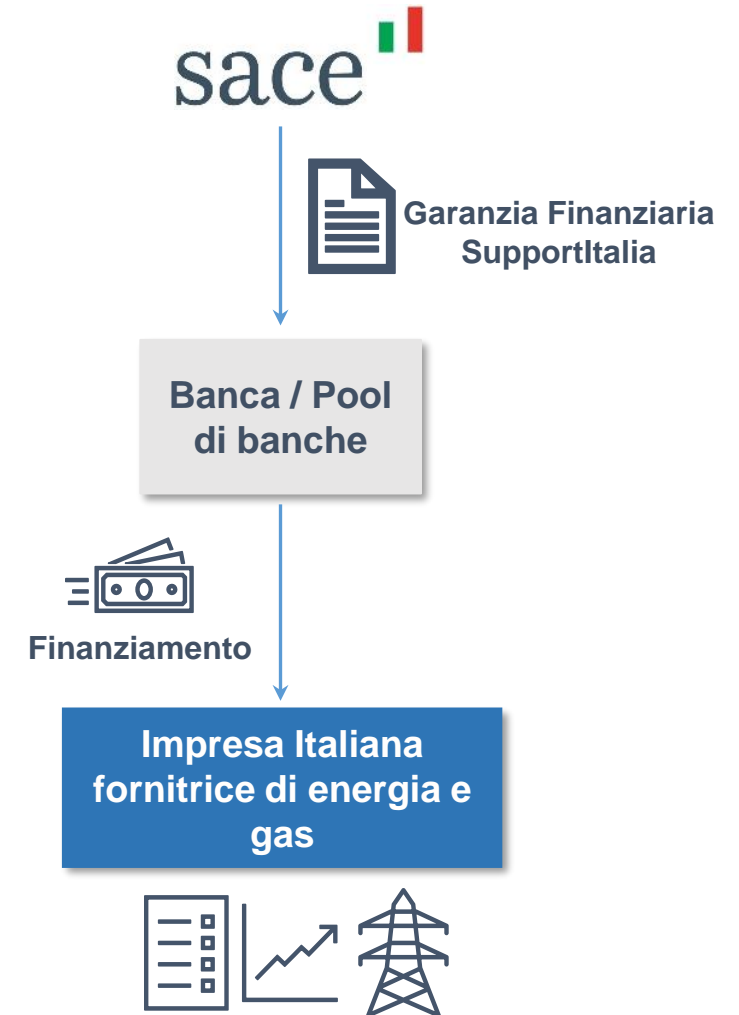 sace
Garanzia Finanziaria
SupportItalia
Banca / Pool
di banche
Finanziamento
Impresa Italiana
fornitrice di energia e
gas